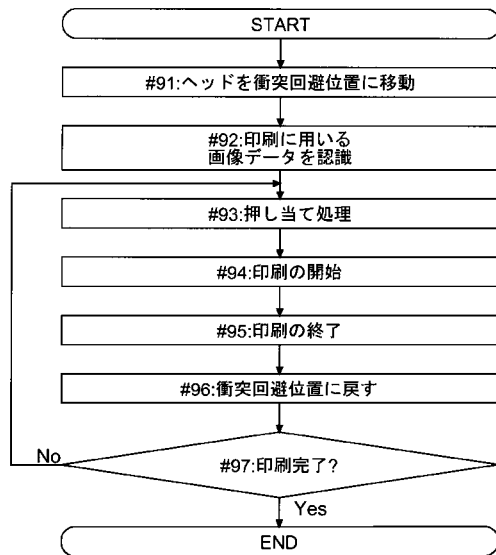 START
#91:ヘッドを衝突回避位置に移動
#92:印刷に用いる
画像データを認識
#93:押し当て処理
#94:印刷の開始
#95:印刷の終了
#96:衝突回避位置に戻す
No
#97:印刷完了?
Yes
END